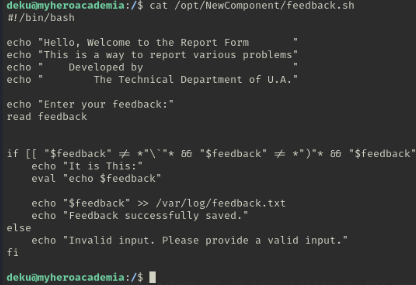 deku@myheroacademia:/$ cat /opt/NewComponent/feedback.sh
#!/bin/bash
echo "Hello, Welcome to the Report Form       "
echo "This is a way to report various problems"
echo "    Developed by                        "
echo "        The Technical Department of U.A."
echo "Enter your feedback:"
read feedback
if [[ "$feedback" != *"\`"* && "$feedback" != *")"* && "$feedback"
    echo "It is This:"
    eval "echo $feedback"
    echo "$feedback" >> /var/log/feedback.txt
    echo "Feedback successfully saved."
else
    echo "Invalid input. Please provide a valid input."
fi
deku@myheroacademia:/$